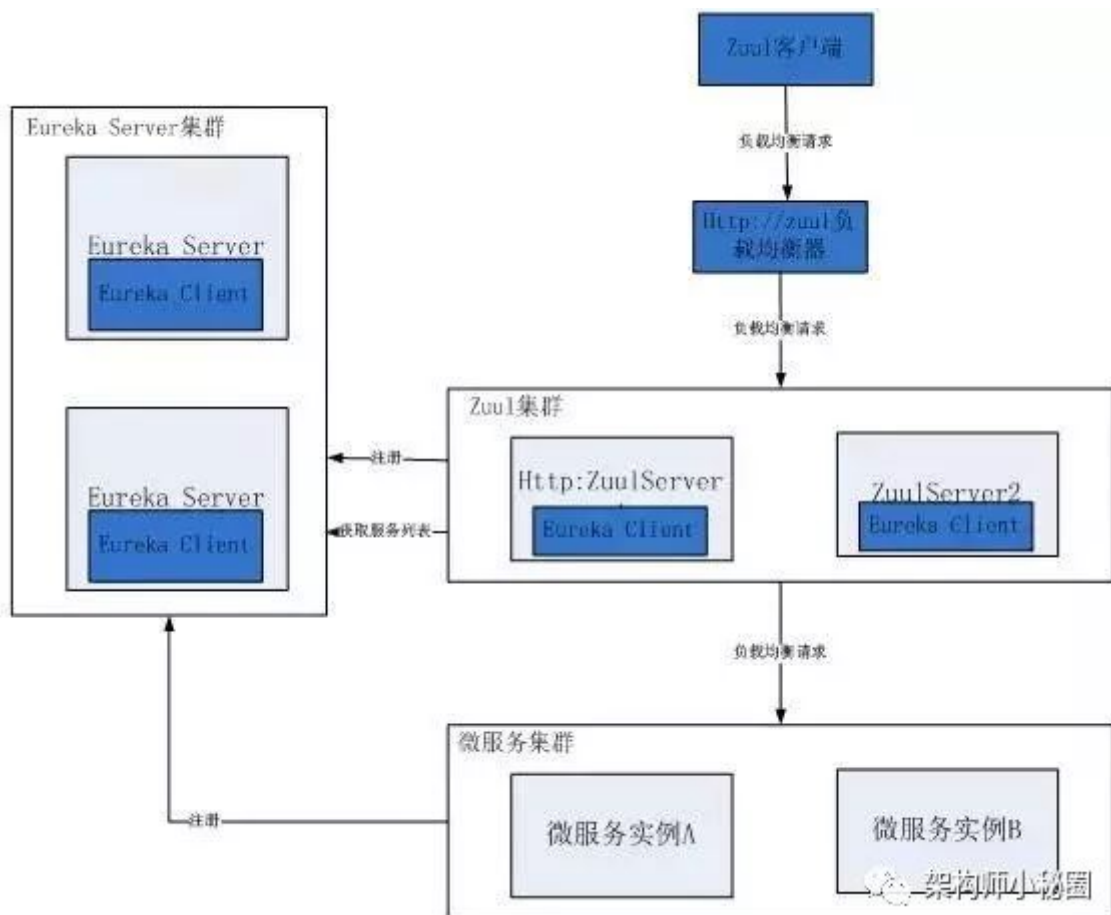 Zuul客户端
负载均衡请求
Http://zuul负
载均衡器
负载均衡请求
Eureka Server集群
Eureka Server
Eureka Client
Eureka Server
Eureka Client
Zuul集群
Http:ZuulServer
Eureka Client
ZuulServer2
Eureka Client
注册
获取服务列表
负载均衡请求
微服务集群
微服务实例A
微服务实例B
注册
架构师小秘圈